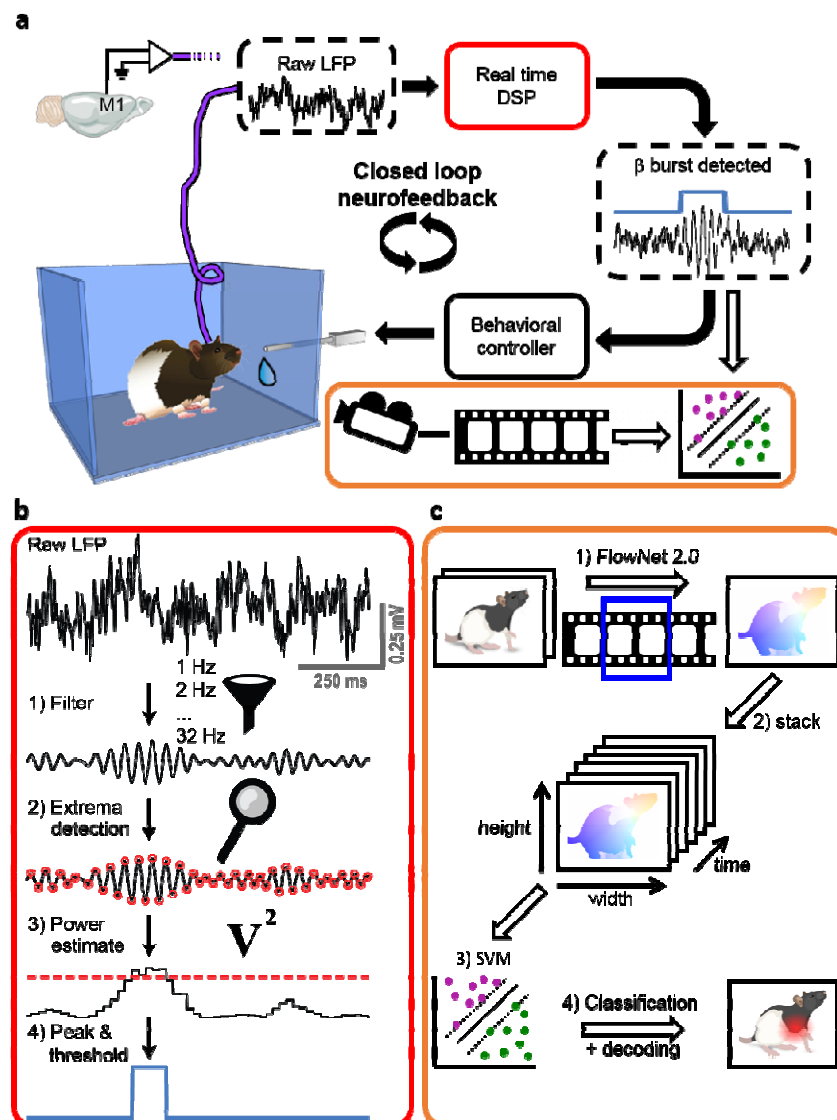 a
M1
Raw LFP
Real time
DSP
β burst detected
Closed loop
neurofeedback
Behavioral
controller
b
Raw LFP
0.25 mV
250 ms
1 Hz
2 Hz
...
32 Hz
1) Filter
2) Extrema
detection
3) Power
estimate
V²
4) Peak &
threshold
c
1) FlowNet 2.0
2) stack
height
time
width
3) SVM
4) Classification
+ decoding